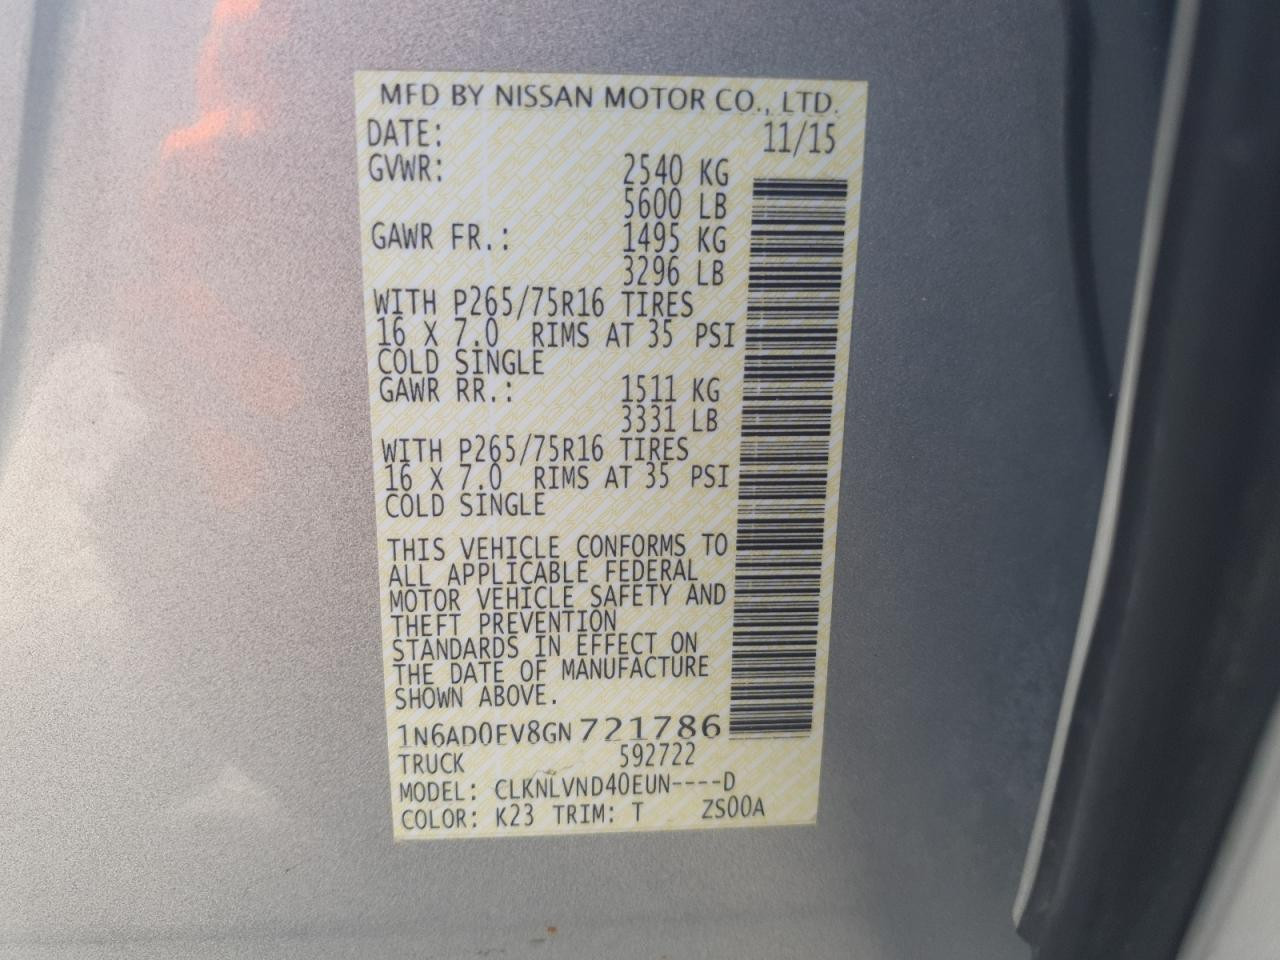 MFD BY NISSAN MOTOR CO., LTD.
DATE: 11/15
GVWR: 2540 KG
5600 LB
GAWR FR.: 1495 KG
3296 LB
WITH P265/75R16 TIRES
16 X 7.0 RIMS AT 35 PSI
COLD SINGLE
GAWR RR.: 1511 KG
3331 LB
WITH P265/75R16 TIRES
16 X 7.0 RIMS AT 35 PSI
COLD SINGLE
THIS VEHICLE CONFORMS TO
ALL APPLICABLE FEDERAL
MOTOR VEHICLE SAFETY AND
THEFT PREVENTION
STANDARDS IN EFFECT ON
THE DATE OF MANUFACTURE
SHOWN ABOVE.
1N6AD0EV8GN721786
TRUCK 592722
MODEL: CLKNLVND40EUN----D
COLOR: K23 TRIM: T ZS00A